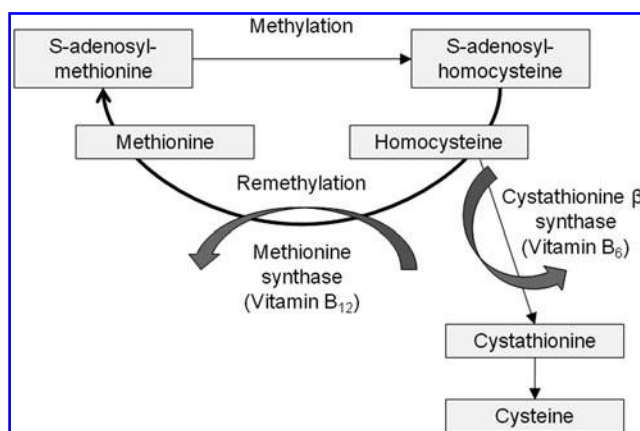 Methylation
S-adenosyl-
methionine
S-adenosyl-
homocysteine
Methionine
Homocysteine
Remethylation
Cystathionine β
synthase
(Vitamin B₆)
Methionine
synthase
(Vitamin B₁₂)
Cystathionine
Cysteine